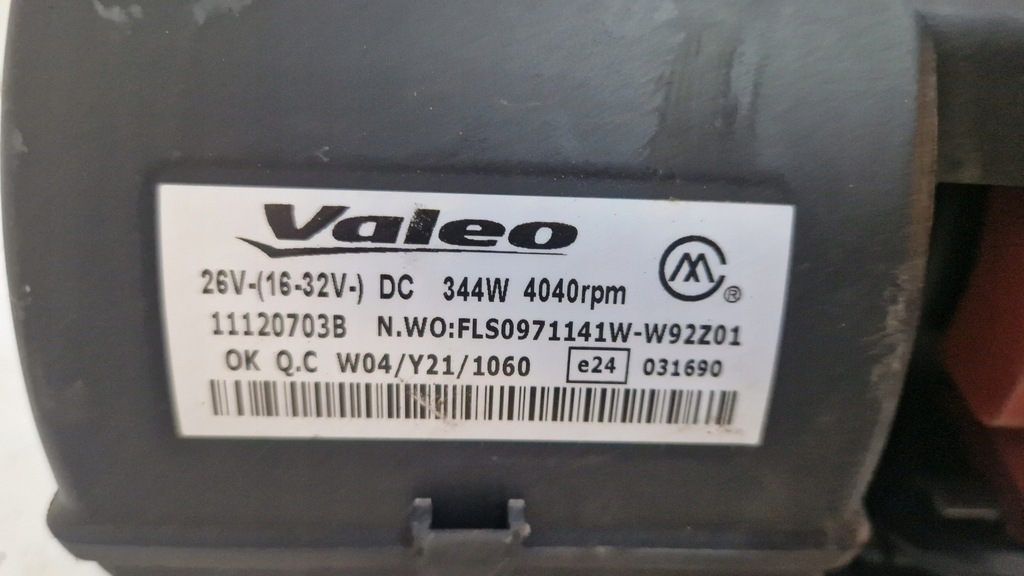 Valeo
26V-(16-32V-) DC 344W 4040rpm
®
11120703B N.WO:FLS0971141W-W92Z01
OK Q.C W04/Y21/1060 e24 031690